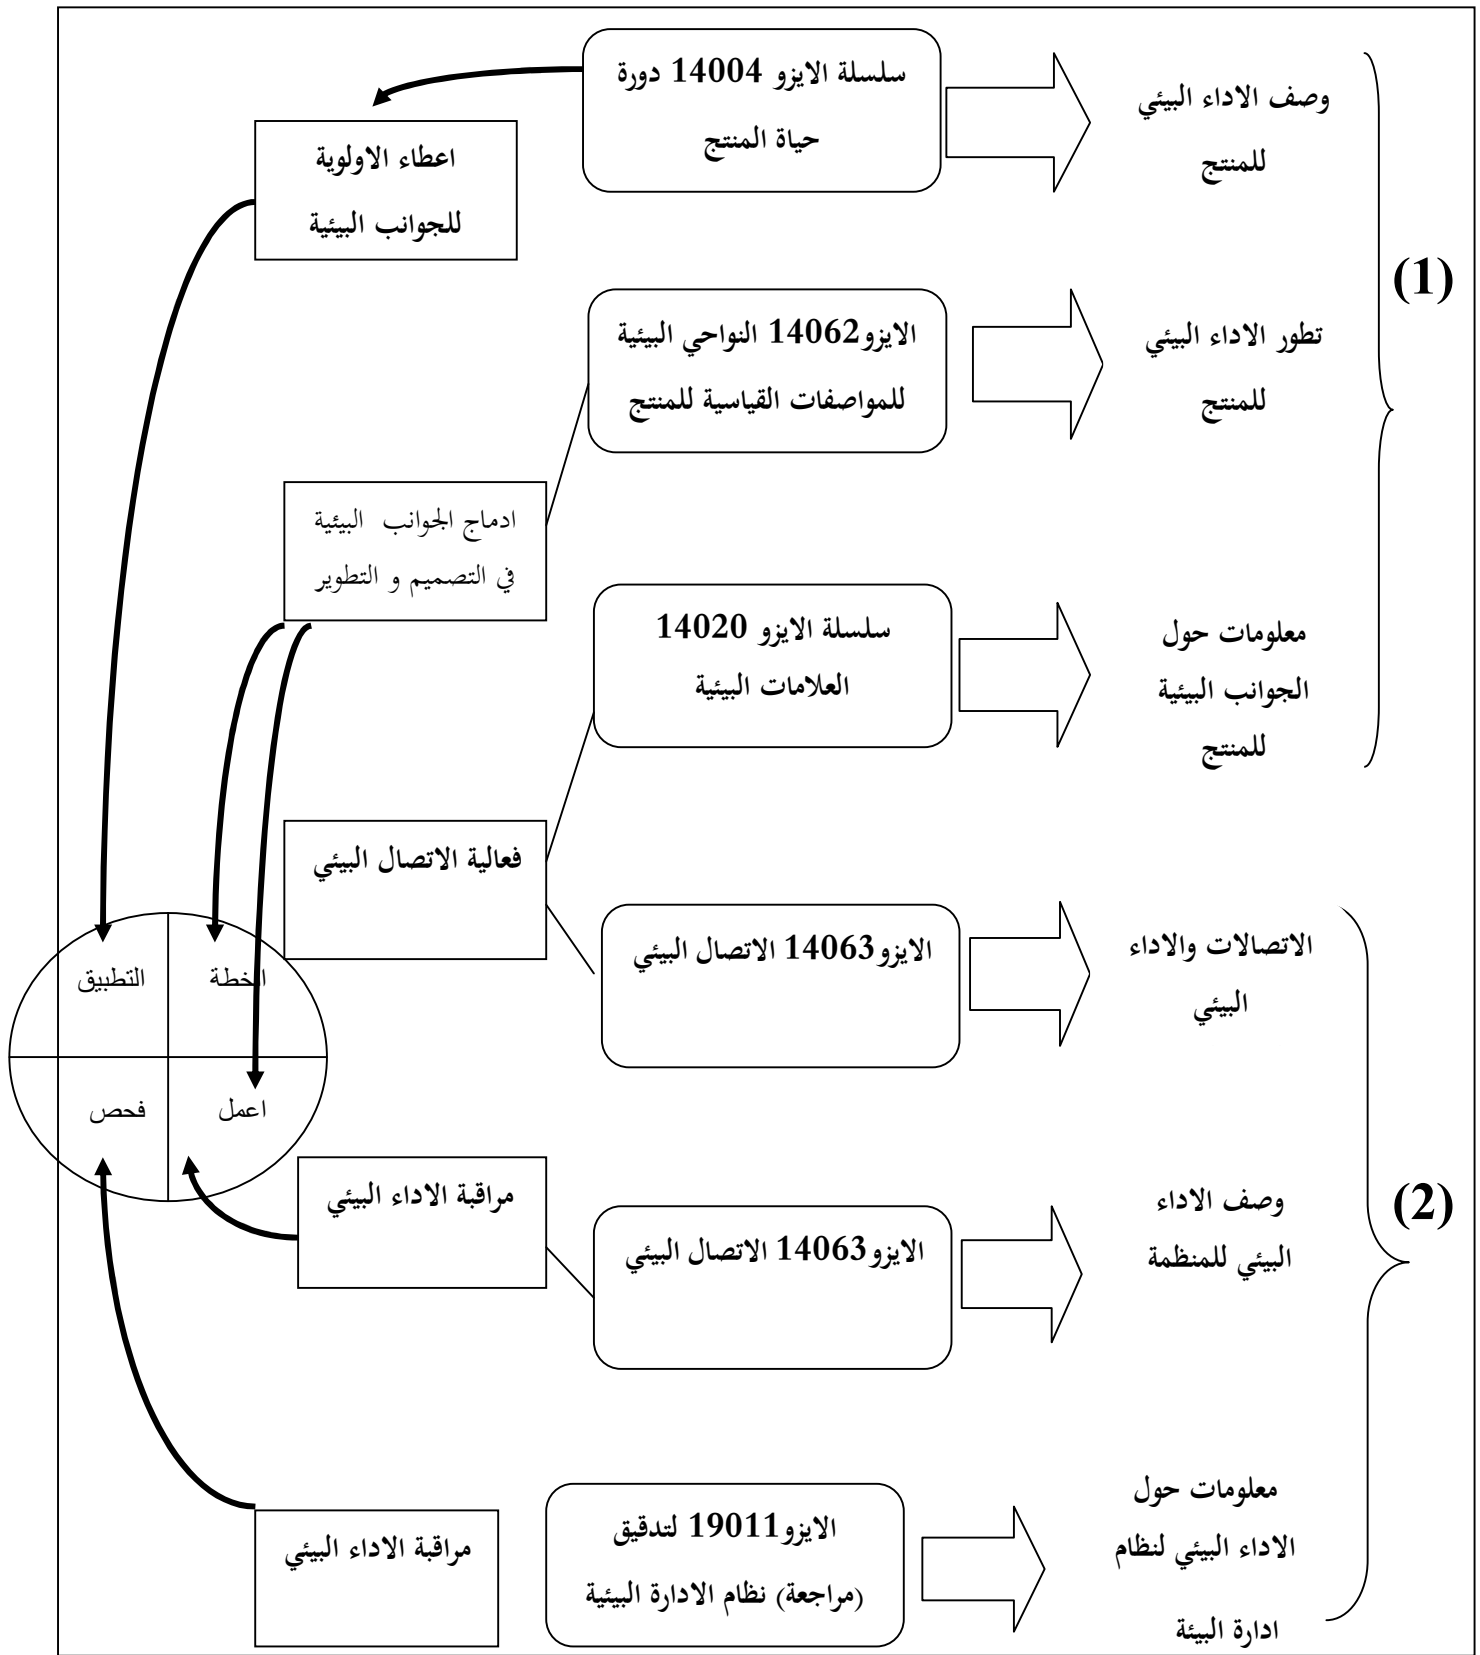 وصف الاداء البيئي
للمنتج
سلسلة الايزو 14004 دورة
حياة المنتج
اعطاء الاولوية
للجوانب البيئية
(1)
تطور الاداء البيئي
للمنتج
الايزو14062 النواحي البيئية
للمواصفات القياسية للمنتج
ادماج الجوانب البيئية
في التصميم و التطوير
معلومات حول
الجوانب البيئية
للمنتج
سلسلة الايزو 14020
العلامات البيئية
فعالية الاتصال البيئي
الاتصالات والاداء
البيئي
الايزو14063 الاتصال البيئي
الخطة
التطبيق
اعمل
فحص
(2)
وصف الاداء
البيئي للمنظمة
الايزو14063 الاتصال البيئي
مراقبة الاداء البيئي
معلومات حول
الاداء البيئي لنظام
ادارة البيئة
الايزو19011 لتدقيق
(مراجعة) نظام الادارة البيئية
مراقبة الاداء البيئي